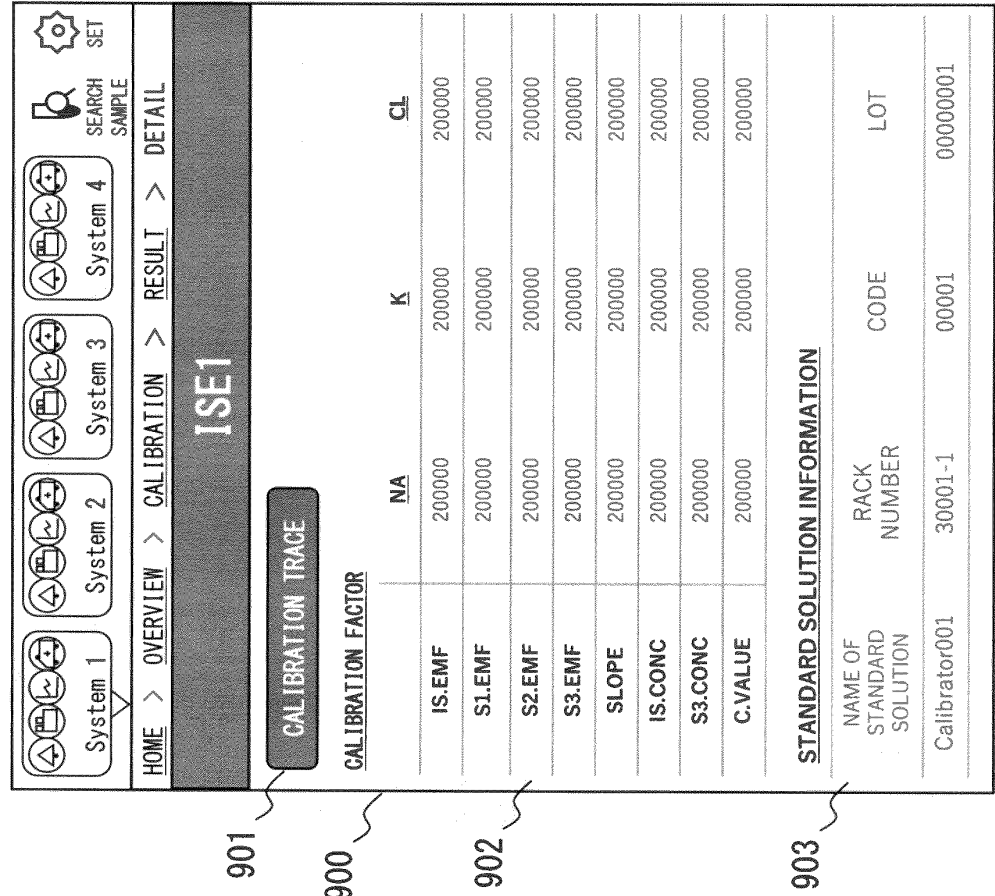 System 1 System 2 System 3 System 4
SEARCH
SAMPLE
SET
HOME > OVERVIEW > CALIBRATION > RESULT > DETAIL
ISE1
901
CALIBRATION TRACE
900
CALIBRATION FACTOR
NA K CL
IS.EMF 200000 200000 200000
S1.EMF 200000 200000 200000
902
S2.EMF 200000 200000 200000
S3.EMF 200000 200000 200000
SLOPE 200000 200000 200000
IS.CONC 200000 200000 200000
S3.CONC 200000 200000 200000
C.VALUE 200000 200000 200000
903
STANDARD SOLUTION INFORMATION
NAME OF
STANDARD
SOLUTION
RACK
NUMBER
CODE
LOT
Calibrator001 30001-1 00001 00000001